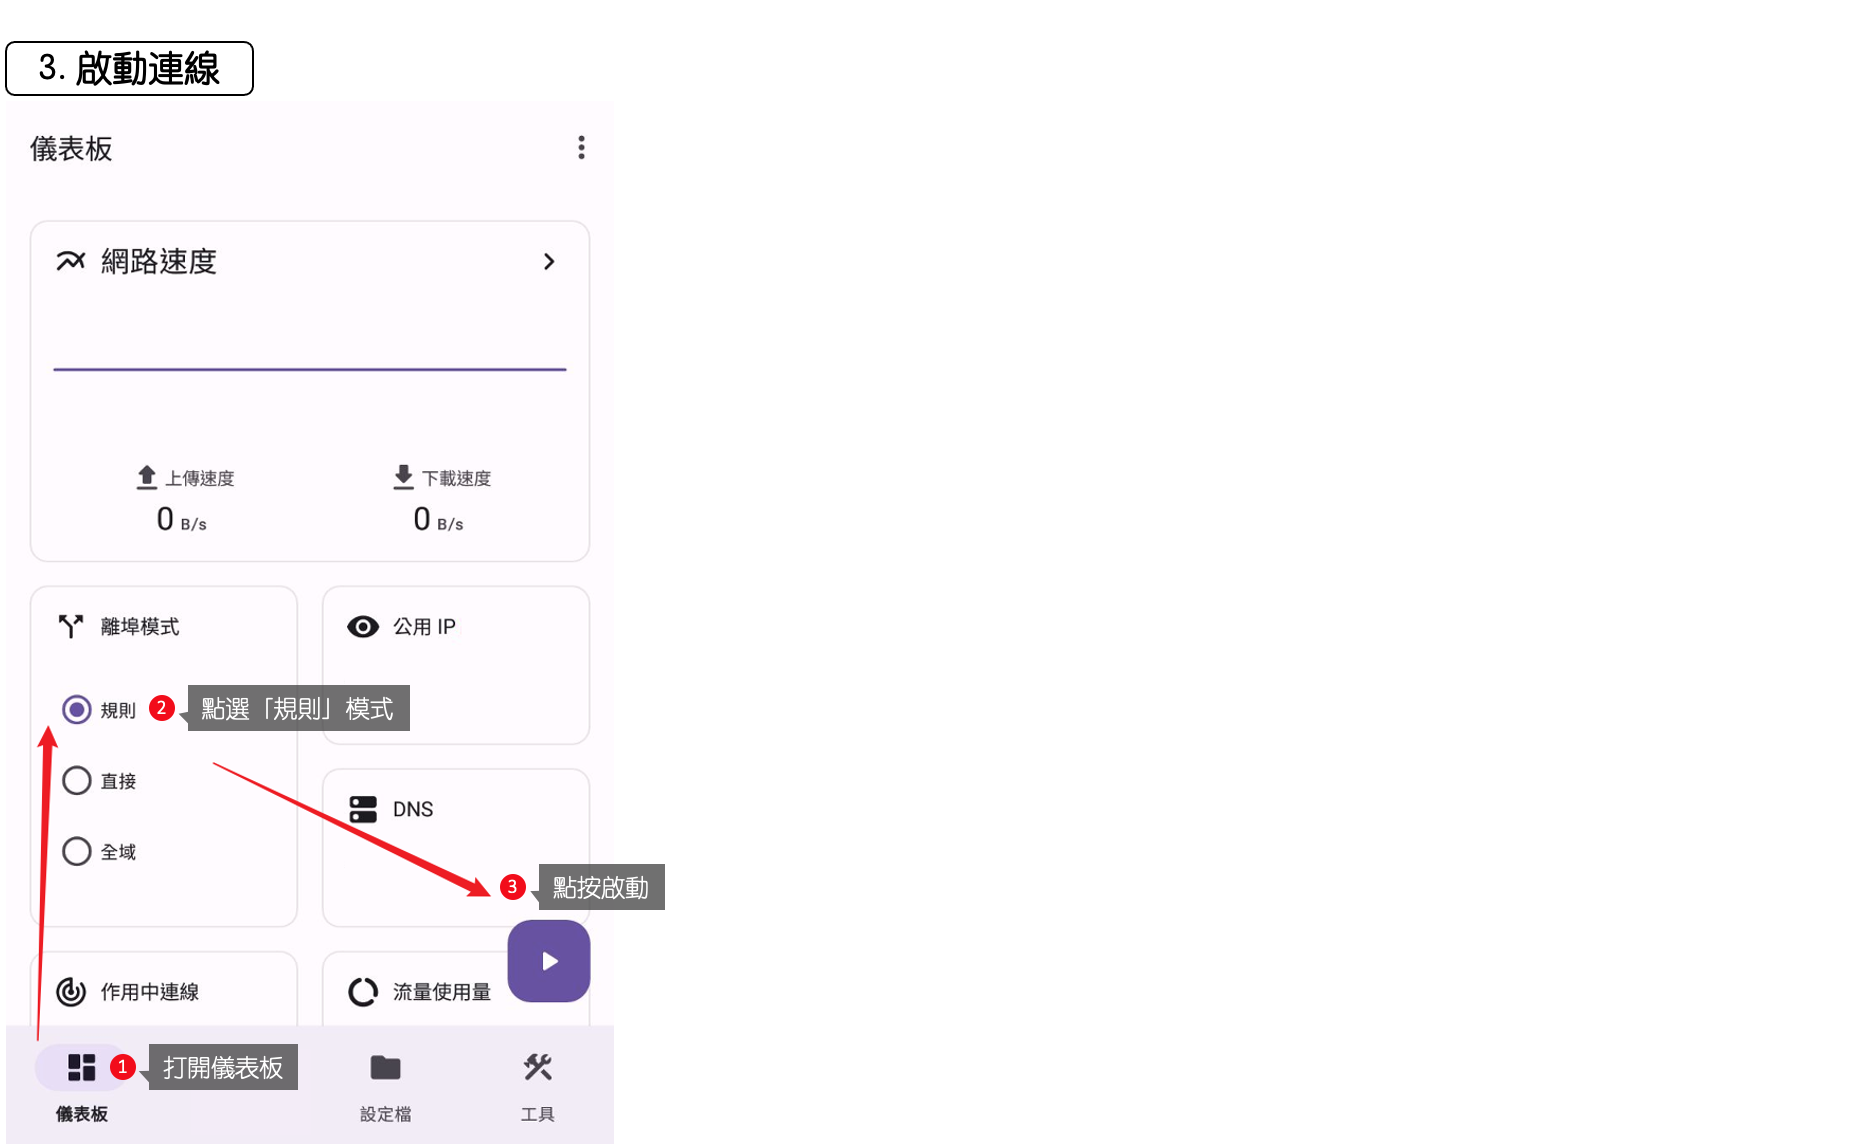 3. 啟動連線
儀表板
網路速度
上傳速度
下載速度
0 B/s
0 B/s
離埠模式
公用 IP
規則
2
點選「規則」模式
直接
DNS
全域
3
點按啟動
作用中連線
流量使用量
1
打開儀表板
儀表板
設定檔
工具